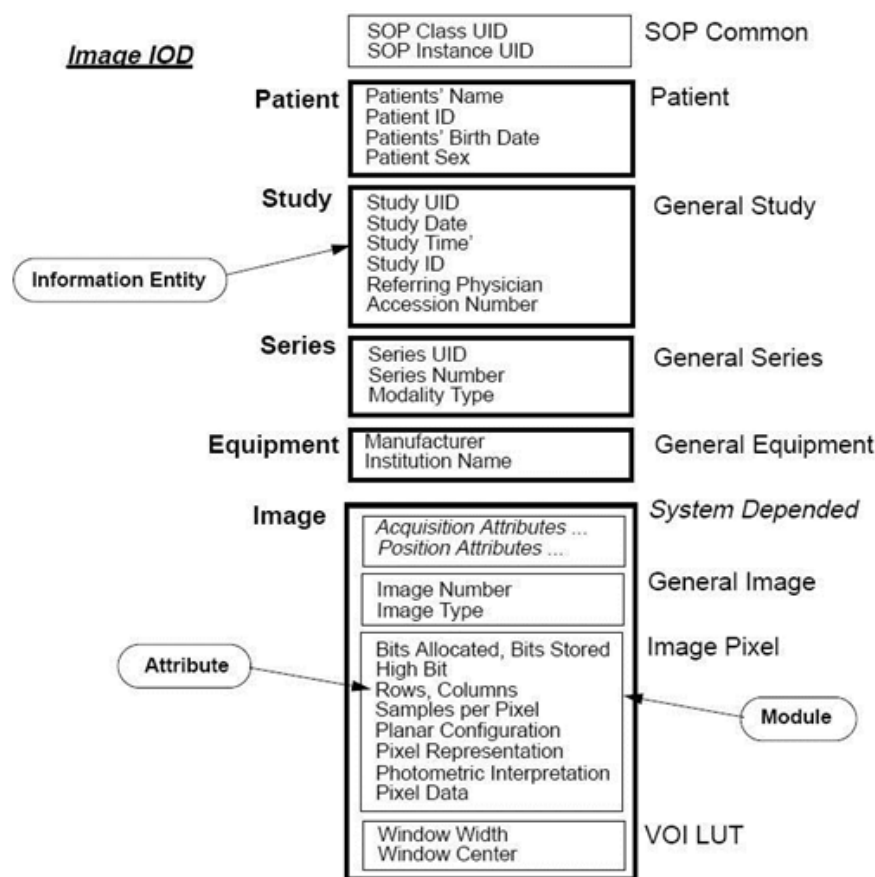 Image IOD
SOP Class UID
SOP Instance UID
SOP Common
Patient
Patients' Name
Patient ID
Patients' Birth Date
Patient Sex
Patient
Study
Study UID
Study Date
Study Time'
Study ID
Referring Physician
Accession Number
General Study
Information Entity
Series
Series UID
Series Number
Modality Type
General Series
Equipment
Manufacturer
Institution Name
General Equipment
Image
Acquisition Attributes ...
Position Attributes ...
System Depended
Image Number
Image Type
General Image
Bits Allocated, Bits Stored
High Bit
Rows, Columns
Samples per Pixel
Planar Configuration
Pixel Representation
Photometric Interpretation
Pixel Data
Image Pixel
Attribute
Module
Window Width
Window Center
VOI LUT